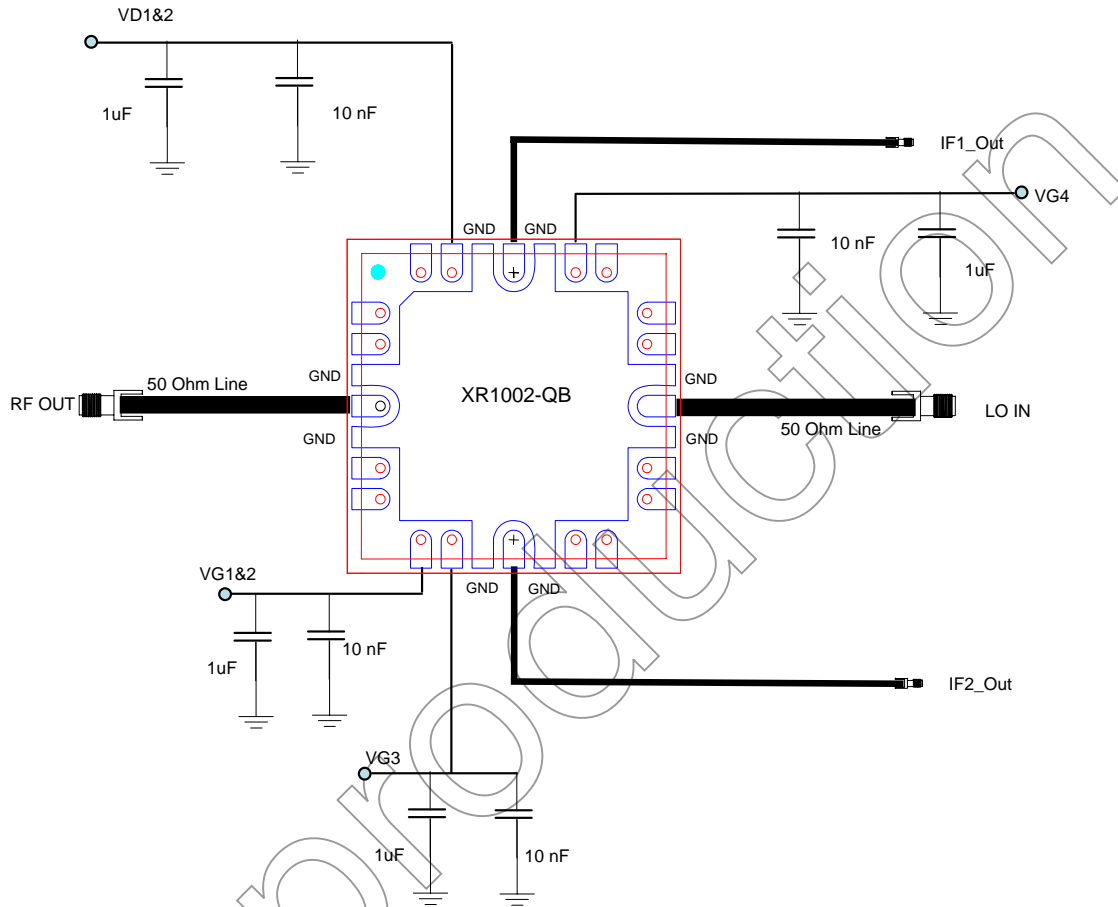 VD1&2
1uF
10 nF
IF1_Out
VG4
GND
GND
10 nF
1uF
GND
GND
50 Ohm Line
XR1002-QB
RF OUT
LO IN
GND
GND
50 Ohm Line
GND
GND
VG1&2
1uF
10 nF
IF2_Out
VG3
1uF
10 nF
production